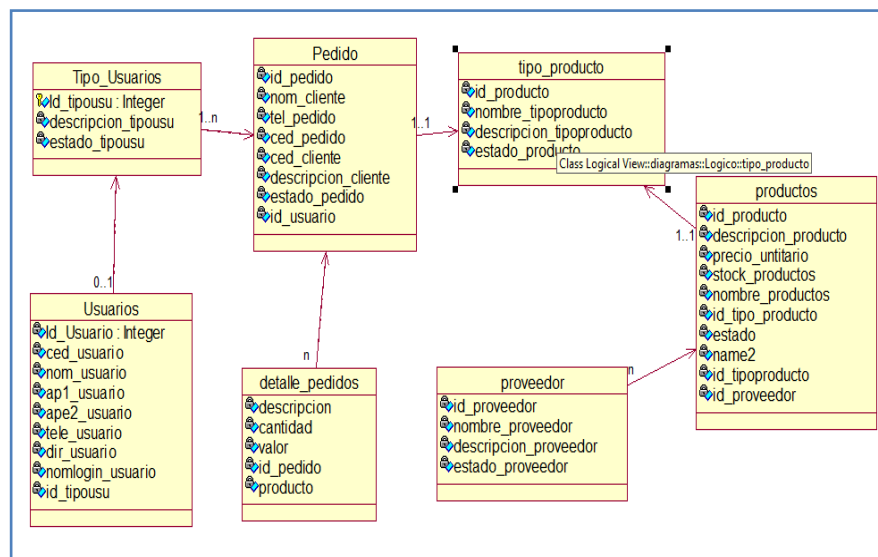 Tipo_Usuarios
Id_tipousu : Integer
descripcion_tipousu
estado_tipousu
1..n
Pedido
id_pedido
nom_cliente
tel_pedido
ced_pedido
ced_cliente
descripcion_cliente
estado_pedido
id_usuario
1..1
tipo_producto
id_producto
nombre_tipoproducto
descripcion_tipoproducto
estado_producto
Class Logical View::diagramas::Logico::tipo_producto
productos
id_producto
descripcion_producto
precio_untitario
stock_productos
nombre_productos
id_tipo_producto
estado
name2
id_tipoproducto
id_proveedor
1..1
0..1
Usuarios
Id_Usuario : Integer
ced_usuario
nom_usuario
ap1_usuario
ape2_usuario
tele_usuario
dir_usuario
nomlogin_usuario
id_tipousu
n
detalle_pedidos
descripcion
cantidad
valor
id_pedido
producto
proveedor
id_proveedor
nombre_proveedor
descripcion_proveedor
estado_proveedor
n